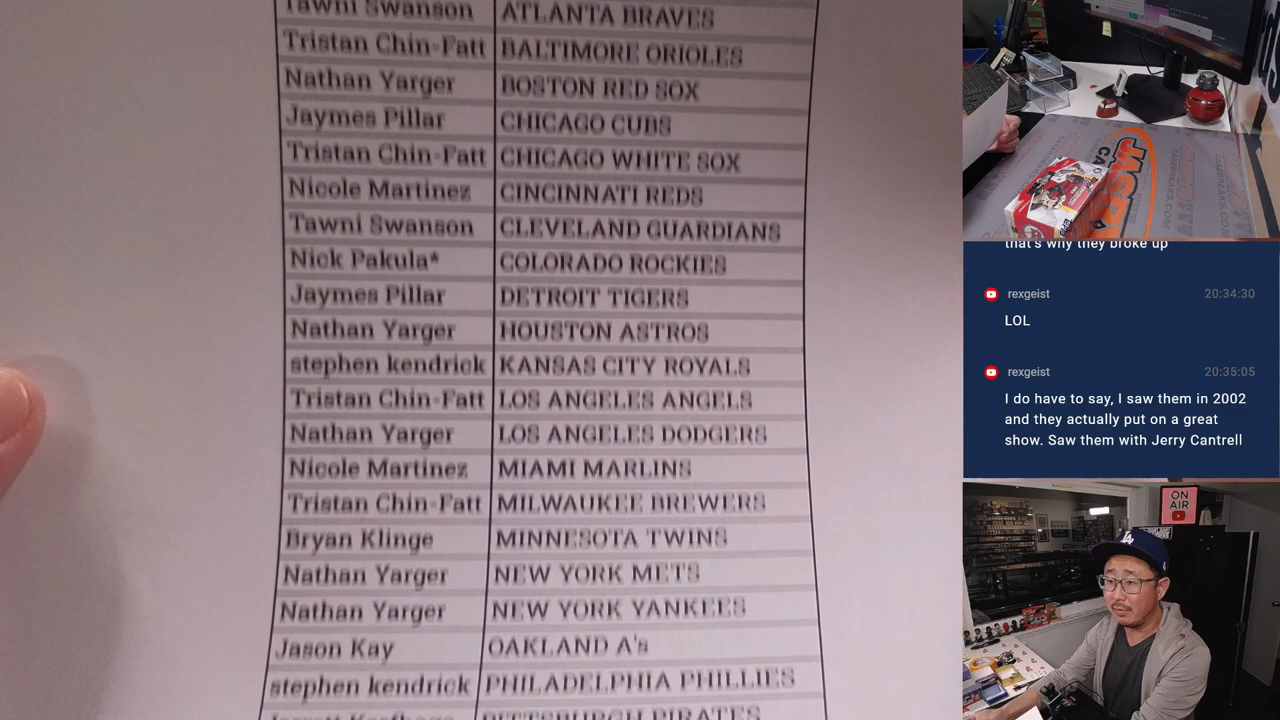 Tawni Swanson ATLANTA BRAVES
Tristan Chin-Fatt BALTIMORE ORIOLES
Nathan Yarger BOSTON RED SOX
Jaymes Pillar CHICAGO CUBS
Tristan Chin-Fatt CHICAGO WHITE SOX
Nicole Martinez CINCINNATI REDS
Tawni Swanson CLEVELAND GUARDIANS
Nick Pakula* COLORADO ROCKIES
Jaymes Pillar DETROIT TIGERS
Nathan Yarger HOUSTON ASTROS
stephen kendrick KANSAS CITY ROYALS
Tristan Chin-Fatt LOS ANGELES ANGELS
Nathan Yarger LOS ANGELES DODGERS
Nicole Martinez MIAMI MARLINS
Tristan Chin-Fatt MILWAUKEE BREWERS
Bryan Klinge MINNESOTA TWINS
Nathan Yarger NEW YORK METS
Nathan Yarger NEW YORK YANKEES
Jason Kay OAKLAND A's
stephen kendrick PHILADELPHIA PHILLIES
PITTSBURGH PIRATES
that's why they broke up
rexgeist 20:34:30
LOL
rexgeist 20:35:05
I do have to say, I saw them in 2002
and they actually put on a great
show. Saw them with Jerry Cantrell
ON
AIR
LA